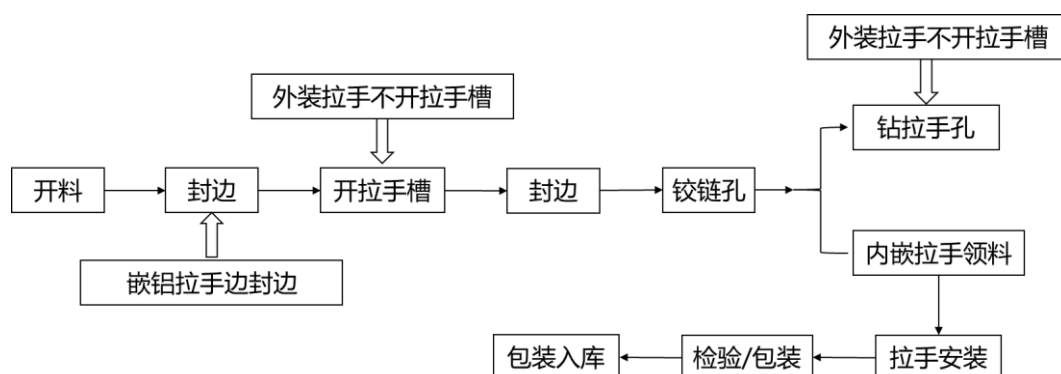 外装拉手不开拉手槽
外装拉手不开拉手槽
钻拉手孔
开料
封边
开拉手槽
封边
铰链孔
内嵌拉手领料
嵌铝拉手边封边
包装入库
检验/包装
拉手安装